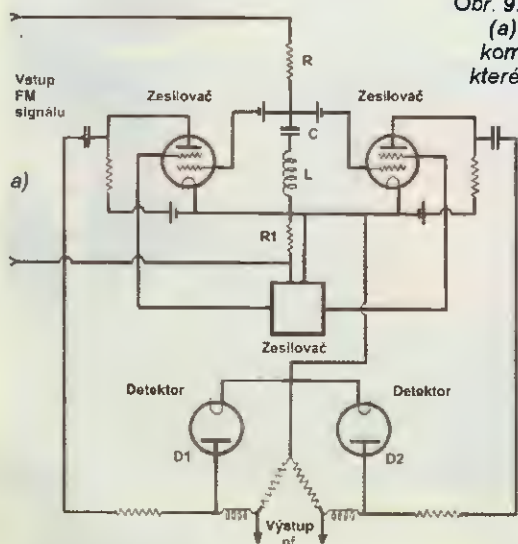 Obr. 9.
(a)
kom
které
R
Vstup
FM
signálu
Zesilovač
Zesilovač
C
L
a)
R1
Zesilovač
Detektor
Detektor
D1
D2
Výstup
nf